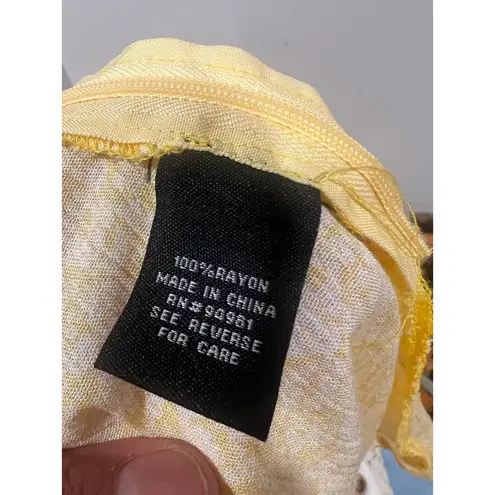 100%RAYON
MADE IN CHINA
RN#90981
SEE REVERSE
FOR CARE